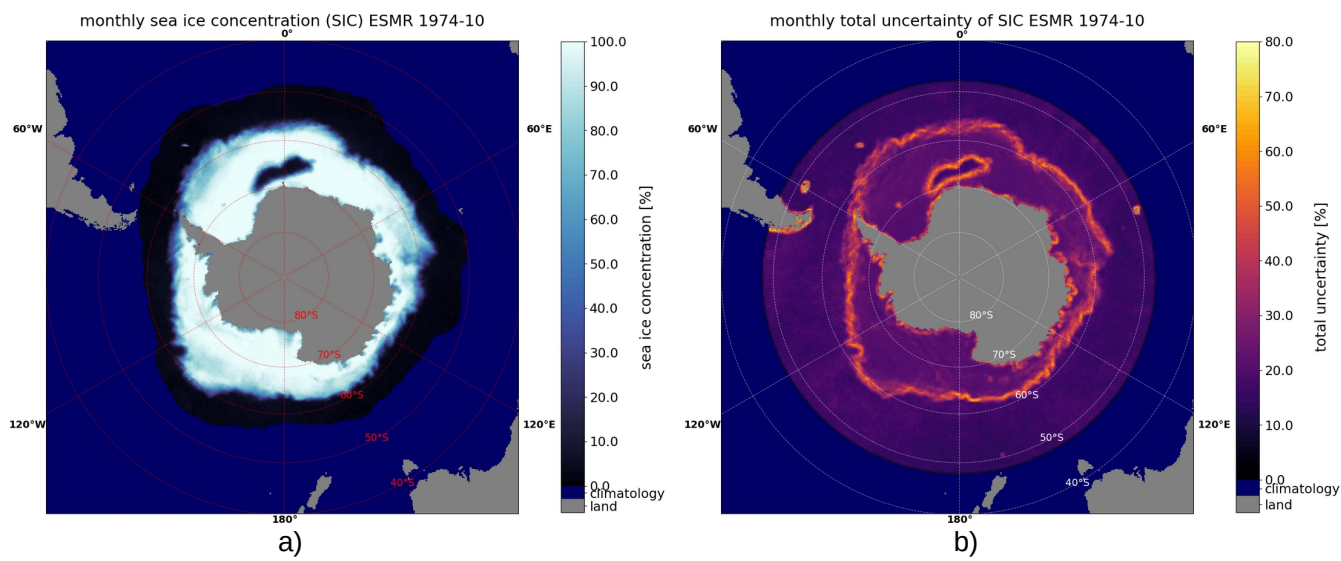 monthly sea ice concentration (SIC) ESMR 1974-10
0°
60°W
60°E
120°W
120°E
180°
80°S
70°S
60°S
50°S
40°S
100.0
90.0
80.0
70.0
60.0
50.0
40.0
30.0
20.0
10.0
0.0
climatology
land
sea ice concentration [%]
a)
monthly total uncertainty of SIC ESMR 1974-10
0°
60°W
60°E
120°W
120°E
180°
80°S
70°S
60°S
50°S
40°S
80.0
70.0
60.0
50.0
40.0
30.0
20.0
10.0
0.0
climatology
land
total uncertainty [%]
b)